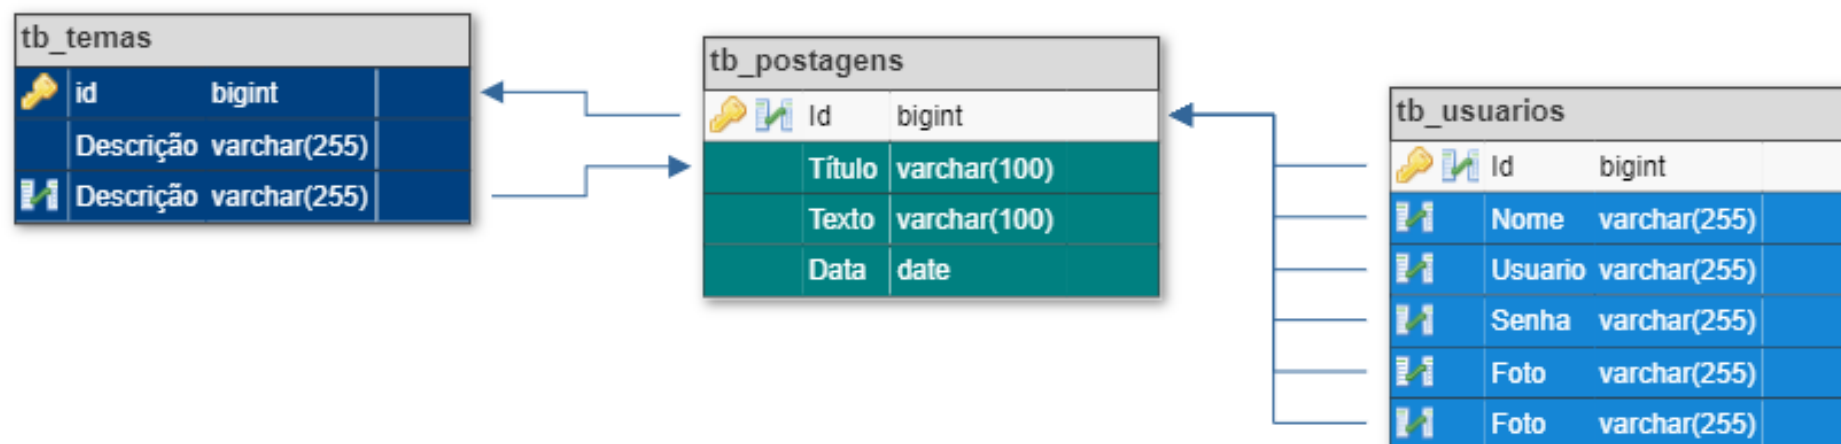 tb_temas
id bigint
Descrição varchar(255)
Descrição varchar(255)
tb_postagens
Id bigint
Título varchar(100)
Texto varchar(100)
Data date
tb_usuarios
Id bigint
Nome varchar(255)
Usuario varchar(255)
Senha varchar(255)
Foto varchar(255)
Foto varchar(255)